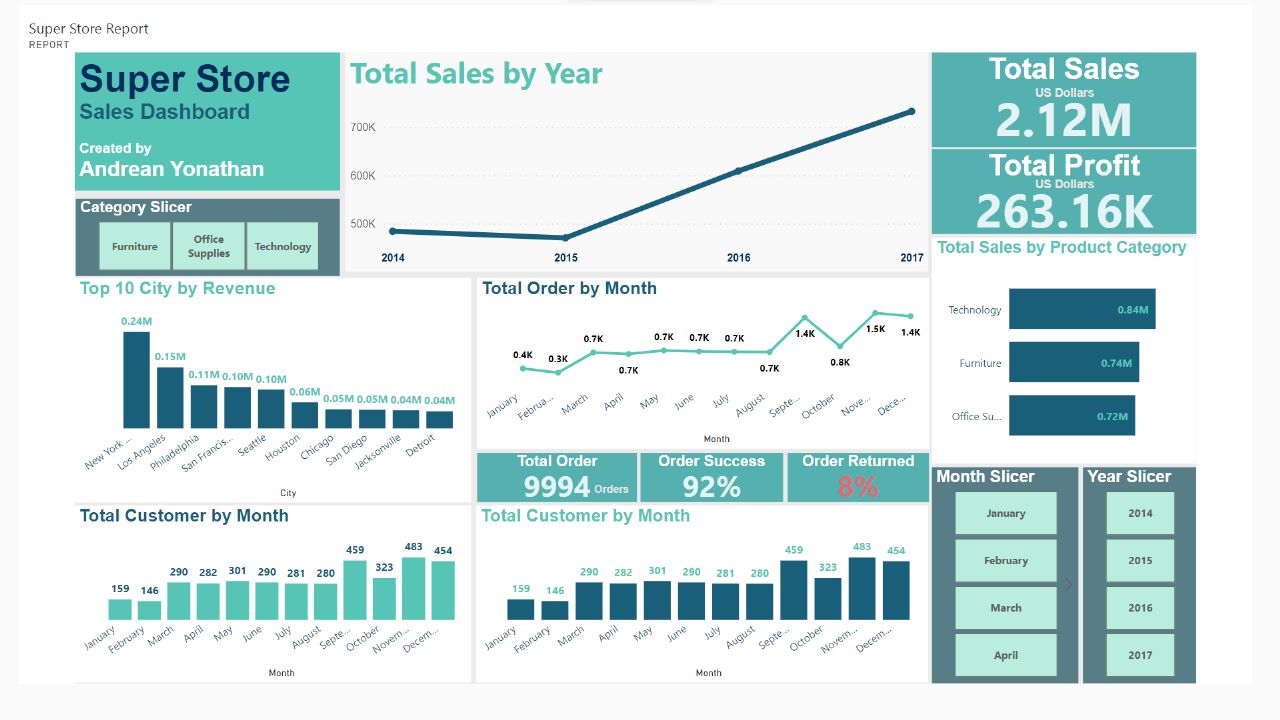 Super Store Report
REPORT
Super Store
Sales Dashboard
Created by
Andrean Yonathan
Category Slicer
Furniture
Office
Supplies
Technology
Total Sales by Year
700K
600K
500K
2014 2015 2016 2017
Total Sales
US Dollars
2.12M
Total Profit
US Dollars
263.16K
Total Sales by Product Category
Technology 0.84M
Furniture 0.74M
Office Su... 0.72M
Top 10 City by Revenue
0.24M 0.15M 0.11M 0.10M 0.10M 0.06M 0.05M 0.05M 0.04M 0.04M
New York ... Los Angeles Philadelphia San Francis... Seattle Houston Chicago San Diego Jacksonville Detroit
City
Total Order by Month
0.4K 0.3K 0.7K 0.7K 0.7K 0.7K 0.7K 0.7K 1.4K 0.8K 1.5K 1.4K
January Februa... March April May June July August Septe... October Nove... Dece...
Month
Total Order
9994 Orders
Order Success
92%
Order Returned
8%
Total Customer by Month
159 146 290 282 301 290 281 280 459 323 483 454
January February March April May June July August Septe... October Novem... Decem...
Month
Total Customer by Month
159 146 290 282 301 290 281 280 459 323 483 454
January February March April May June July August Septe... October Novem... Decem...
Month
Month Slicer
January
February
March
April
Year Slicer
2014
2015
2016
2017